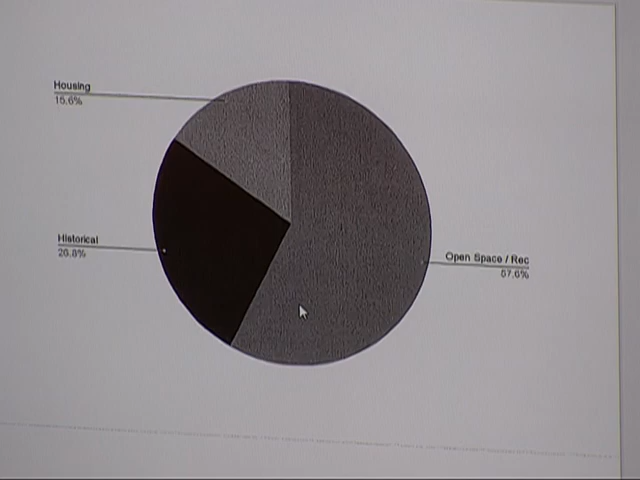 Housing
15.6%
Historical
26.8%
Open Space / Rec
57.6%